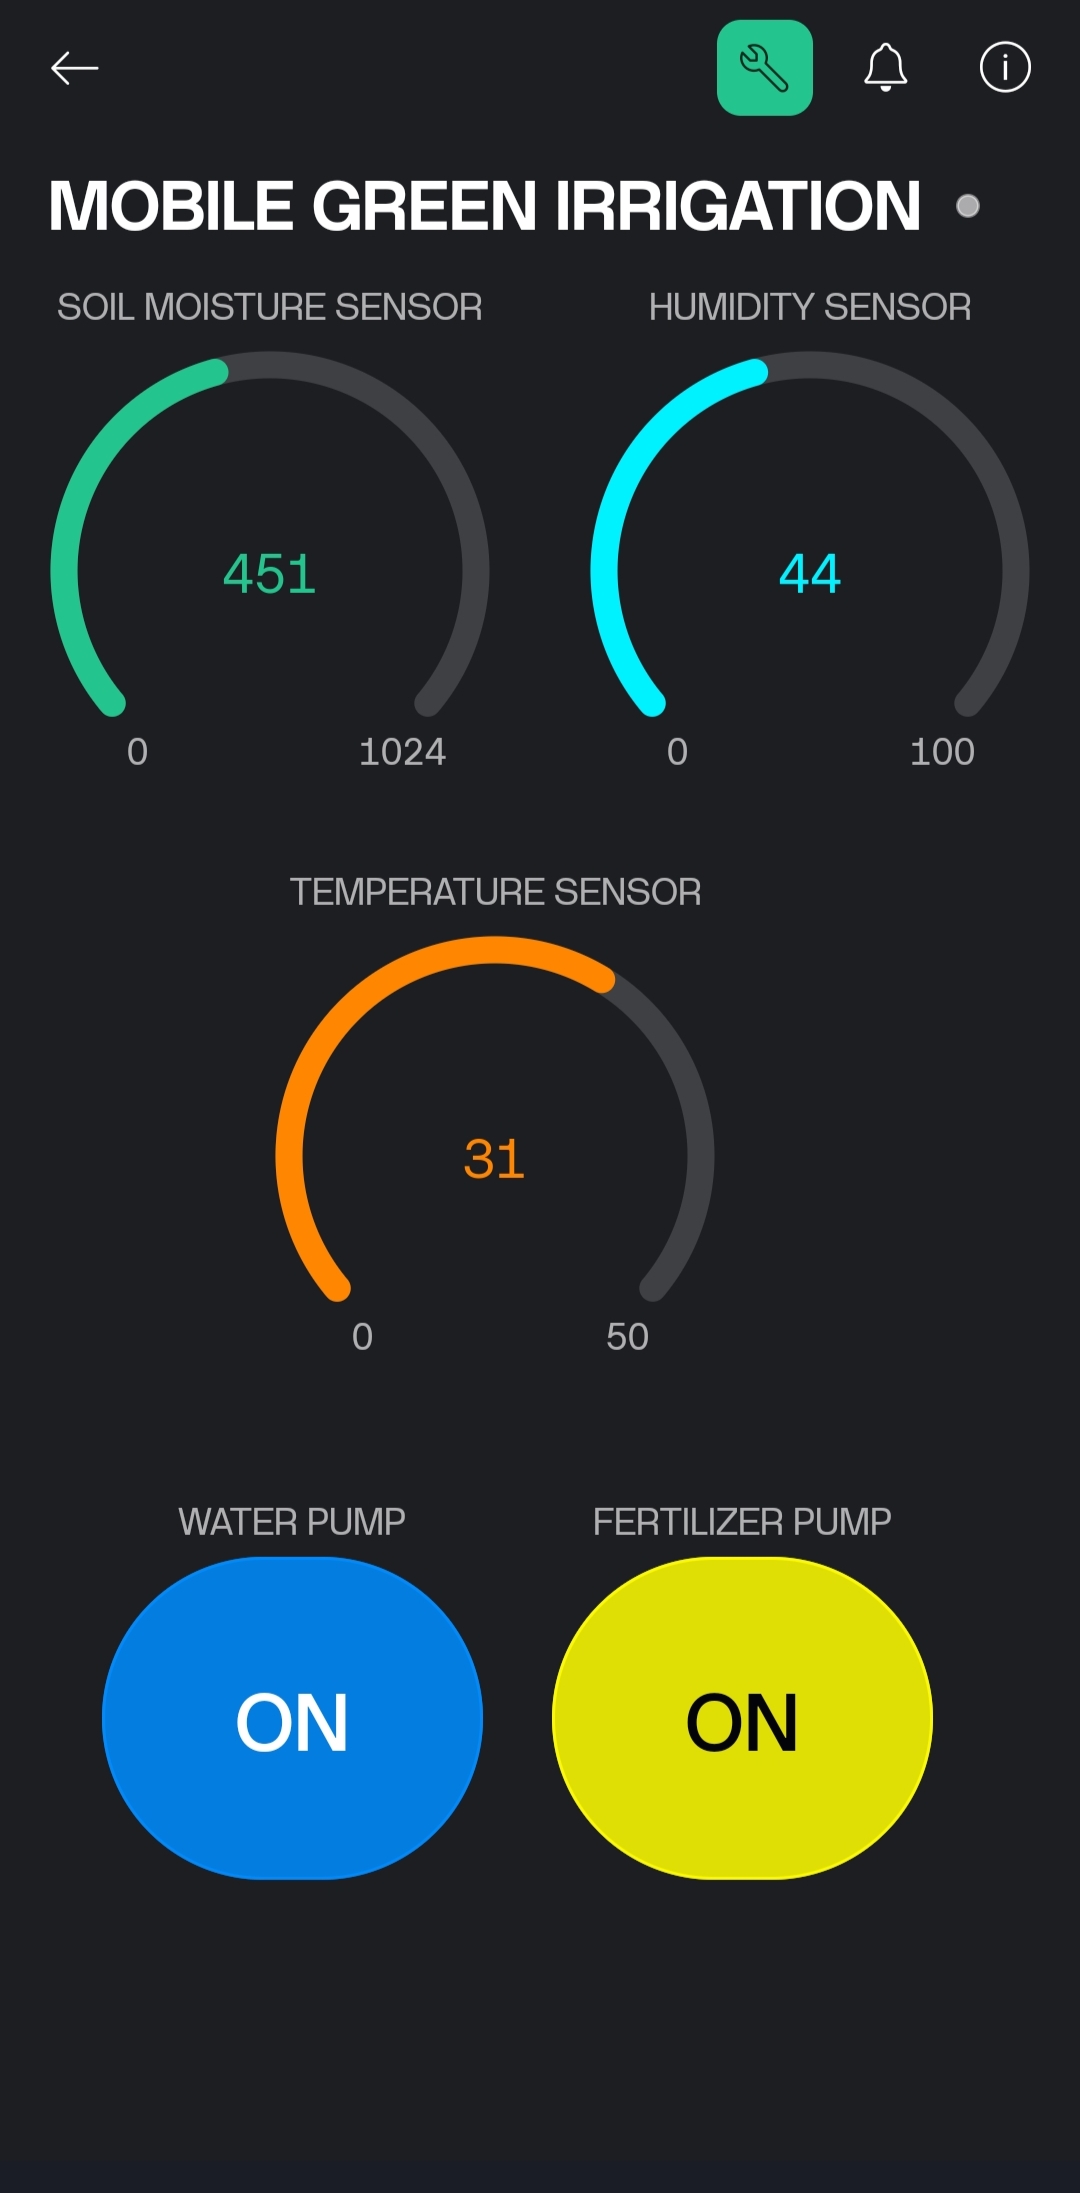 MOBILE GREEN IRRIGATION
SOIL MOISTURE SENSOR
HUMIDITY SENSOR
451
44
0
1024
0
100
TEMPERATURE SENSOR
31
0
50
WATER PUMP
FERTILIZER PUMP
ON
ON